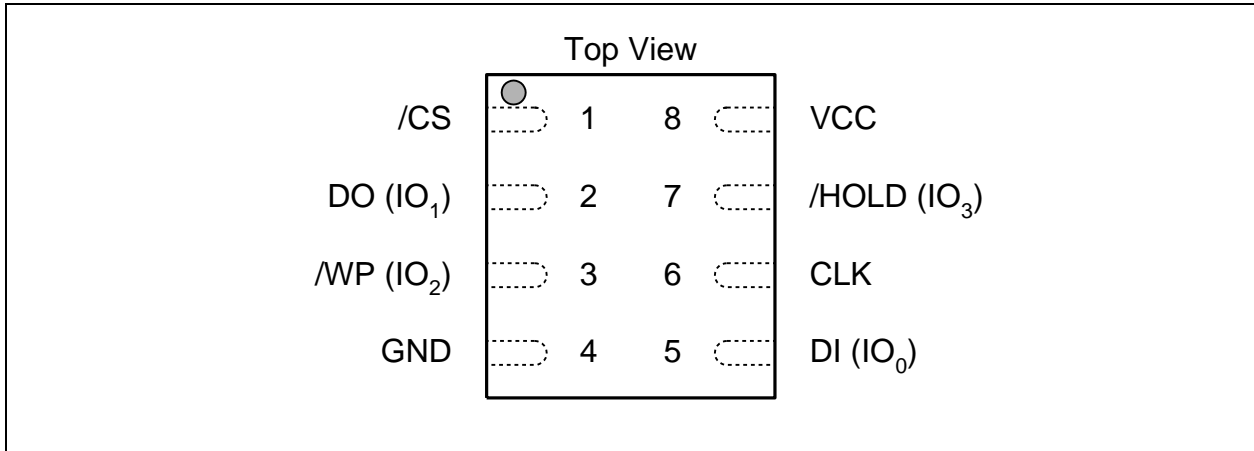 Top View
/CS 1 8 VCC
DO (IO₁) 2 7 /HOLD (IO₃)
/WP (IO₂) 3 6 CLK
GND 4 5 DI (IO₀)